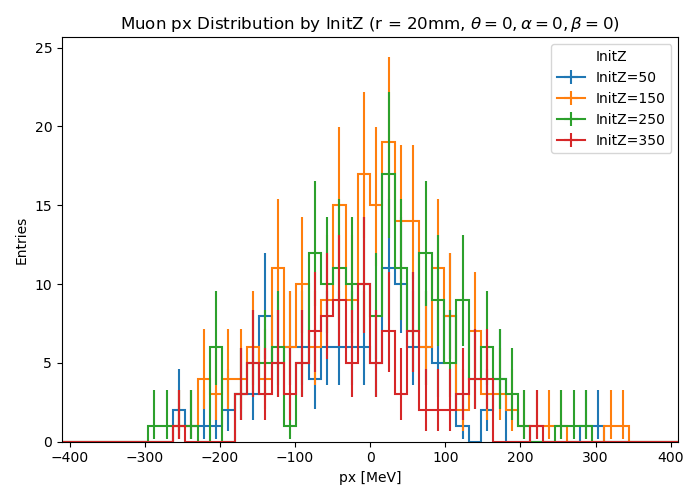 Muon px Distribution by InitZ (r = 20mm, θ = 0, α = 0, β = 0)
25
20
15
10
5
0
Entries
InitZ
InitZ=50
InitZ=150
InitZ=250
InitZ=350
−400 −300 −200 −100 0 100 200 300 400
px [MeV]